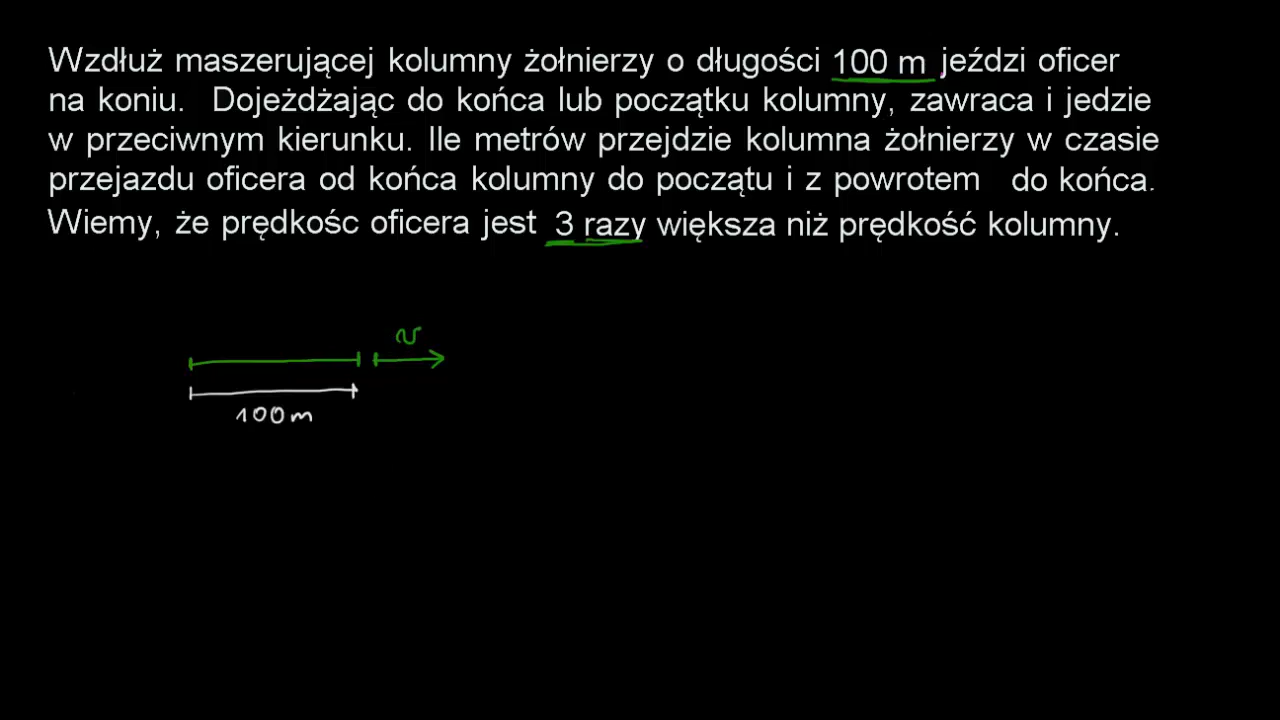 Wzdłuż maszerującej kolumny żołnierzy o długości 100 m jeździ oficer
na koniu. Dojeżdżając do końca lub początku kolumny, zawraca i jedzie
w przeciwnym kierunku. Ile metrów przejdzie kolumna żołnierzy w czasie
przejazdu oficera od końca kolumny do początu i z powrotem do końca.
Wiemy, że prędkośc oficera jest 3 razy większa niż prędkość kolumny.
v
100 m